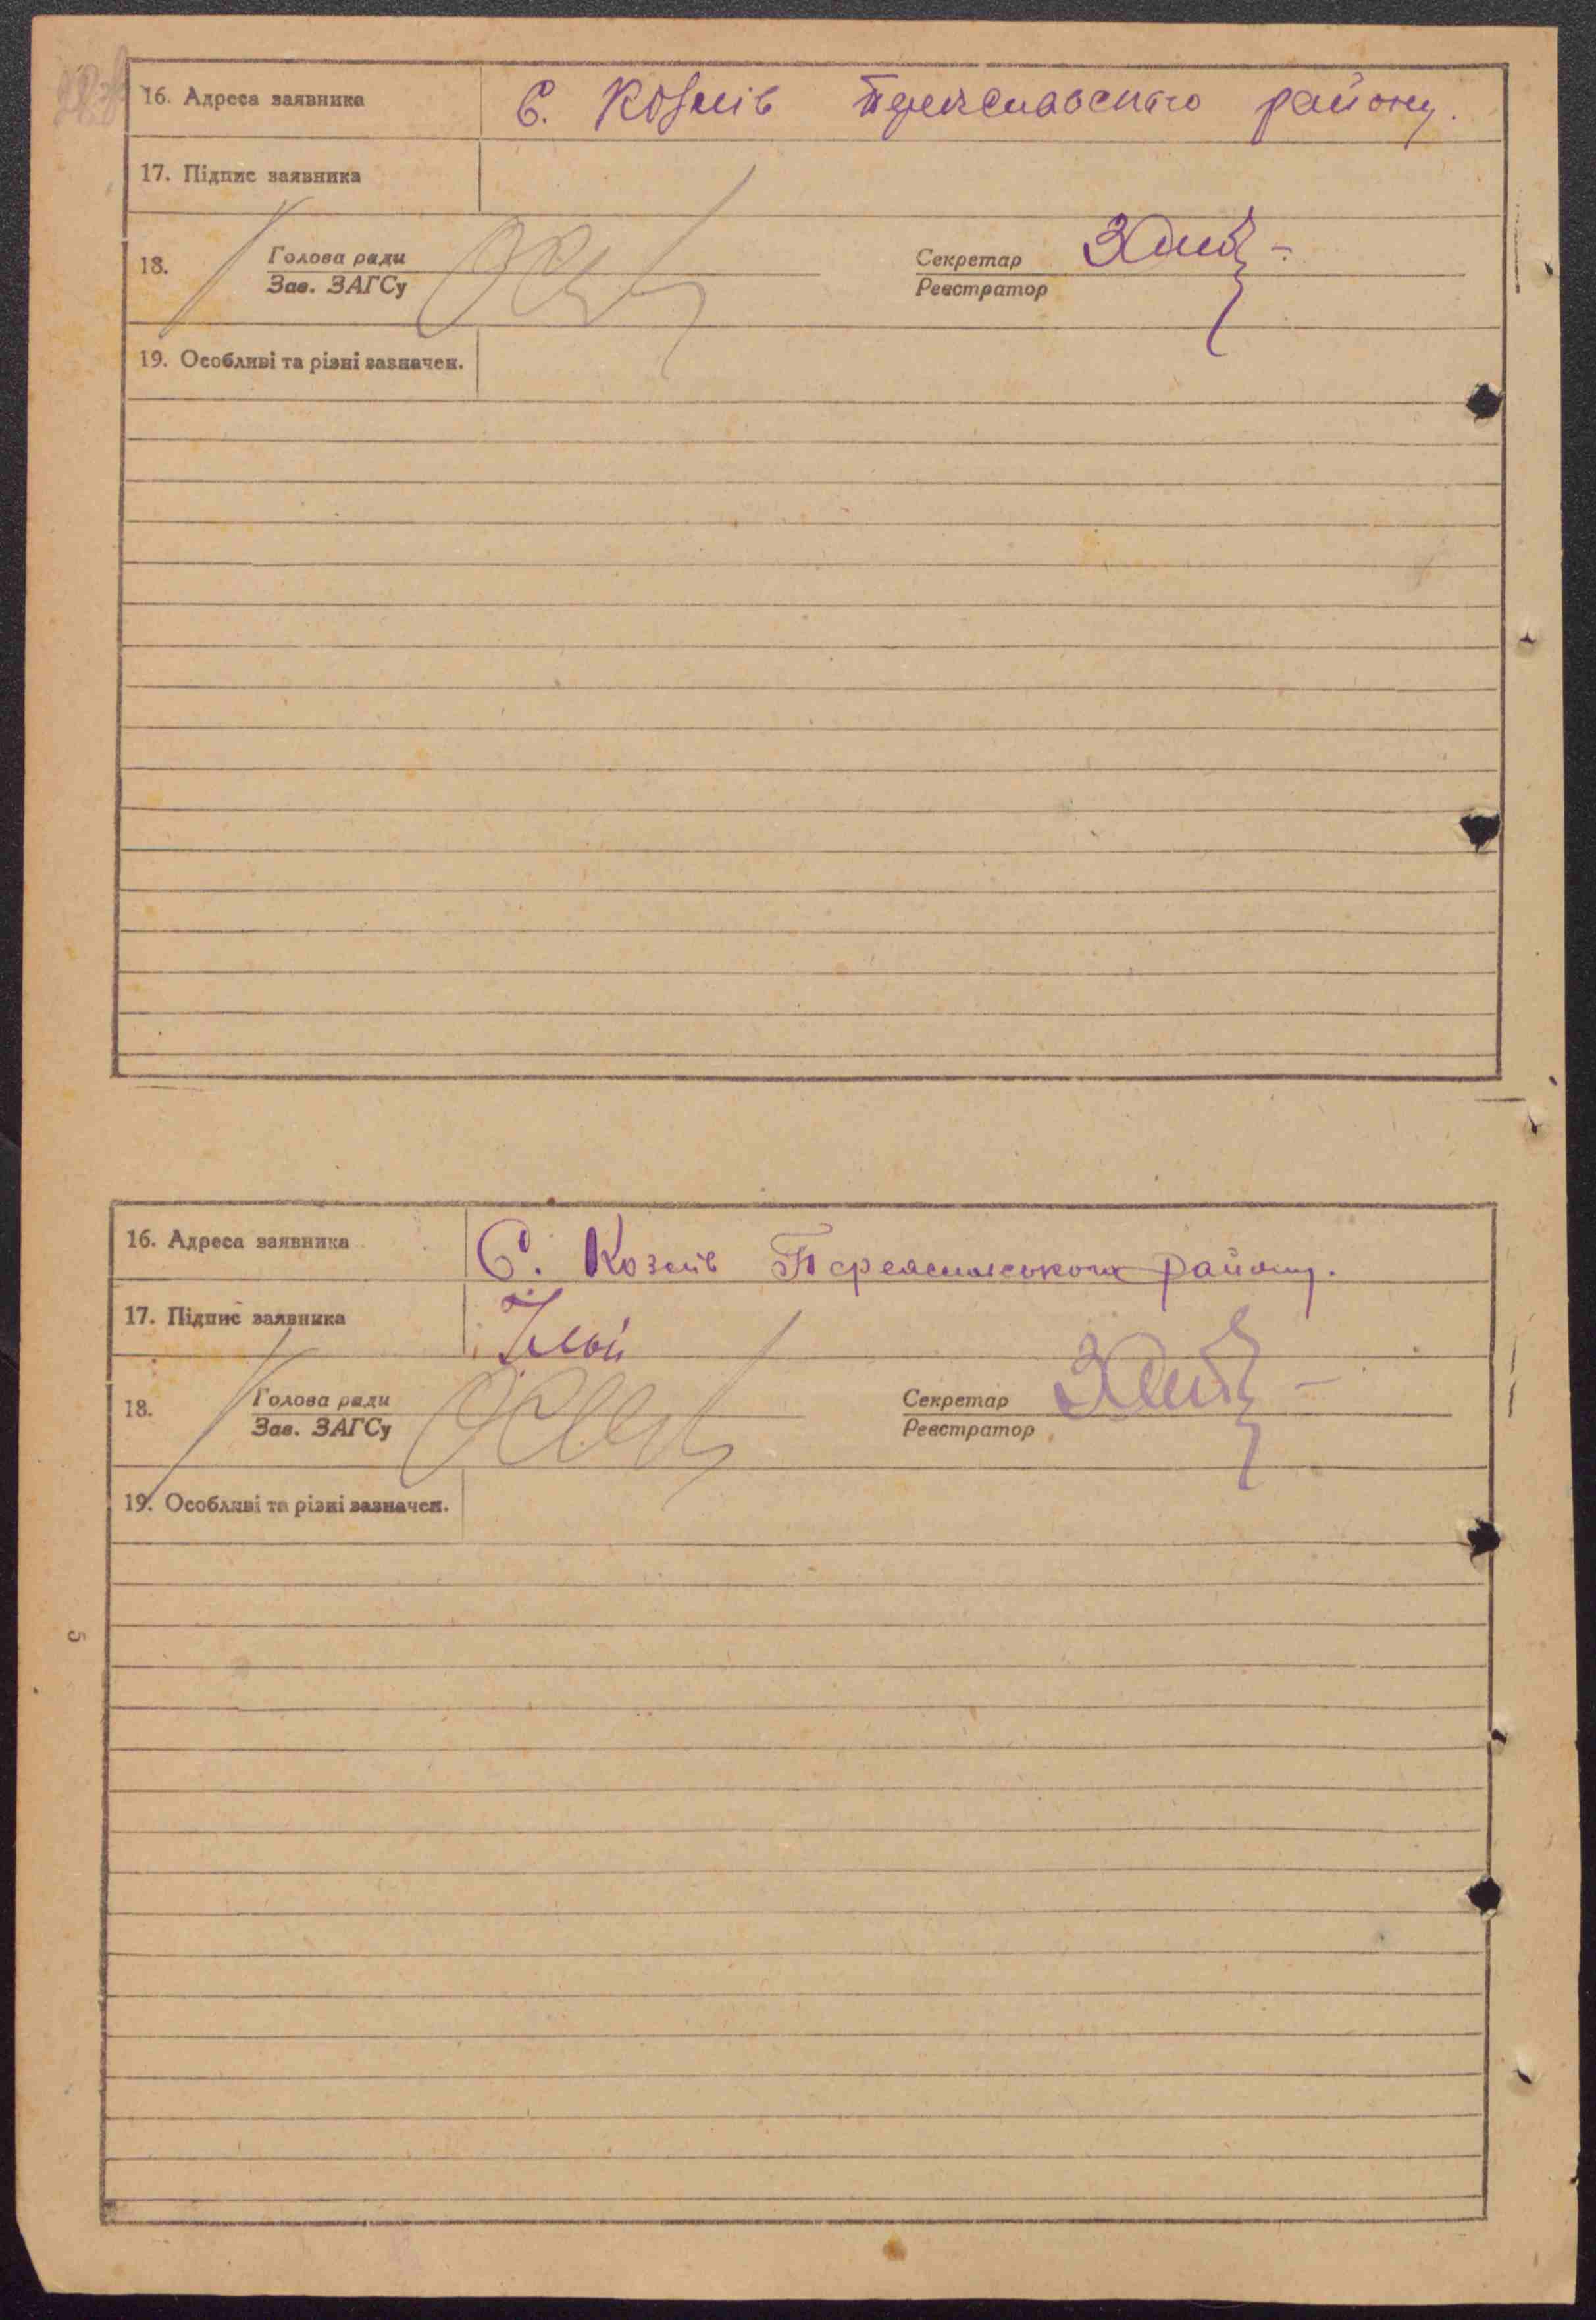 16. Адреса заявника С. Козлів Переяславського району.
17. Підпис заявника
18. Голова ради Секретар
Зав. ЗАГСу Реєстратор
19. Особливі та різні зазначен.
16. Адреса заявника С. Козлів Переяславського району.
17. Підпис заявника
18. Голова ради Секретар
Зав. ЗАГСу Реєстратор
19. Особливі та різні зазначен.
5